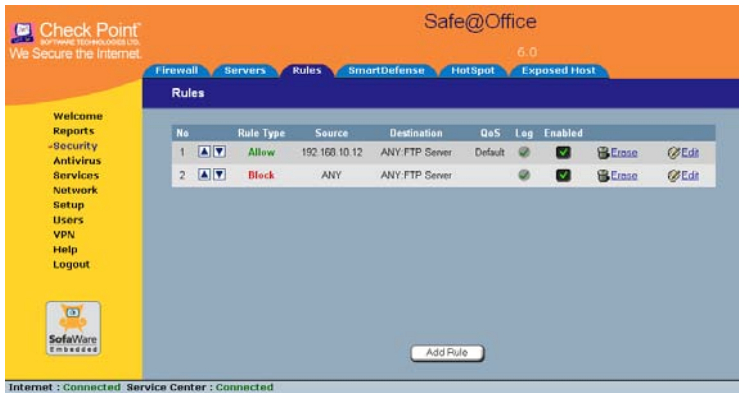 Check Point
SOFTWARE TECHNOLOGIES LTD.
We Secure the Internet.
Safe@Office
6.0
Firewall Servers Rules SmartDefense HotSpot Exposed Host
Rules
Welcome
Reports
Security
Antivirus
Services
Network
Setup
Users
VPN
Help
Logout
No Rule Type Source Destination QoS Log Enabled
1 Allow 192.168.10.12 ANY:FTP Server Default Erase Edit
2 Block ANY ANY:FTP Server Erase Edit
SofaWare
Embedded
Add Rule
Internet : Connected Service Center : Connected